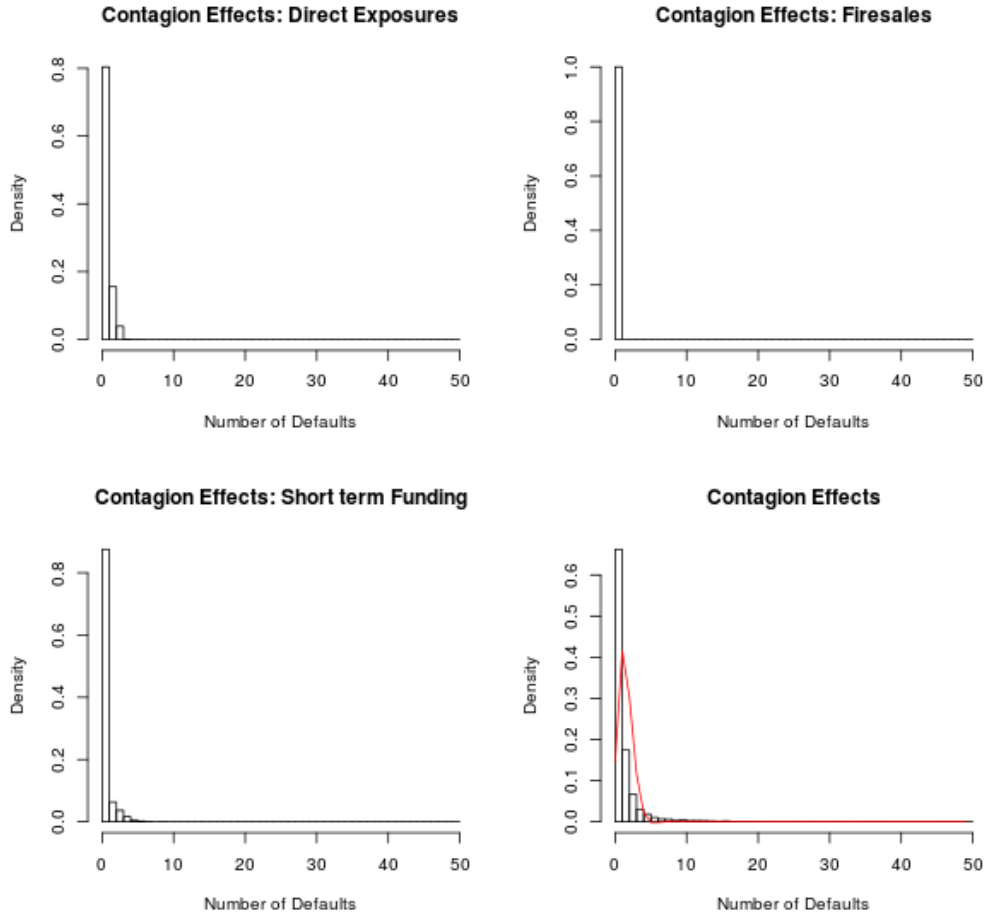 Contagion Effects: Direct Exposures
Density
0.0 0.2 0.4 0.6 0.8
0 10 20 30 40 50
Number of Defaults
Contagion Effects: Firesales
Density
0.0 0.2 0.4 0.6 0.8 1.0
0 10 20 30 40 50
Number of Defaults
Contagion Effects: Short term Funding
Density
0.0 0.2 0.4 0.6 0.8
0 10 20 30 40 50
Number of Defaults
Contagion Effects
Density
0.0 0.1 0.2 0.3 0.4 0.5 0.6
0 10 20 30 40 50
Number of Defaults